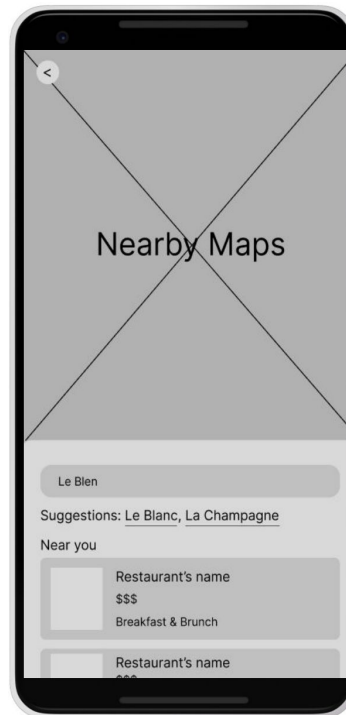 <
Nearby Maps
Le Blen
Suggestions: Le Blanc, La Champagne
Near you
Restaurant's name
$$$
Breakfast & Brunch
Restaurant's name
$$$